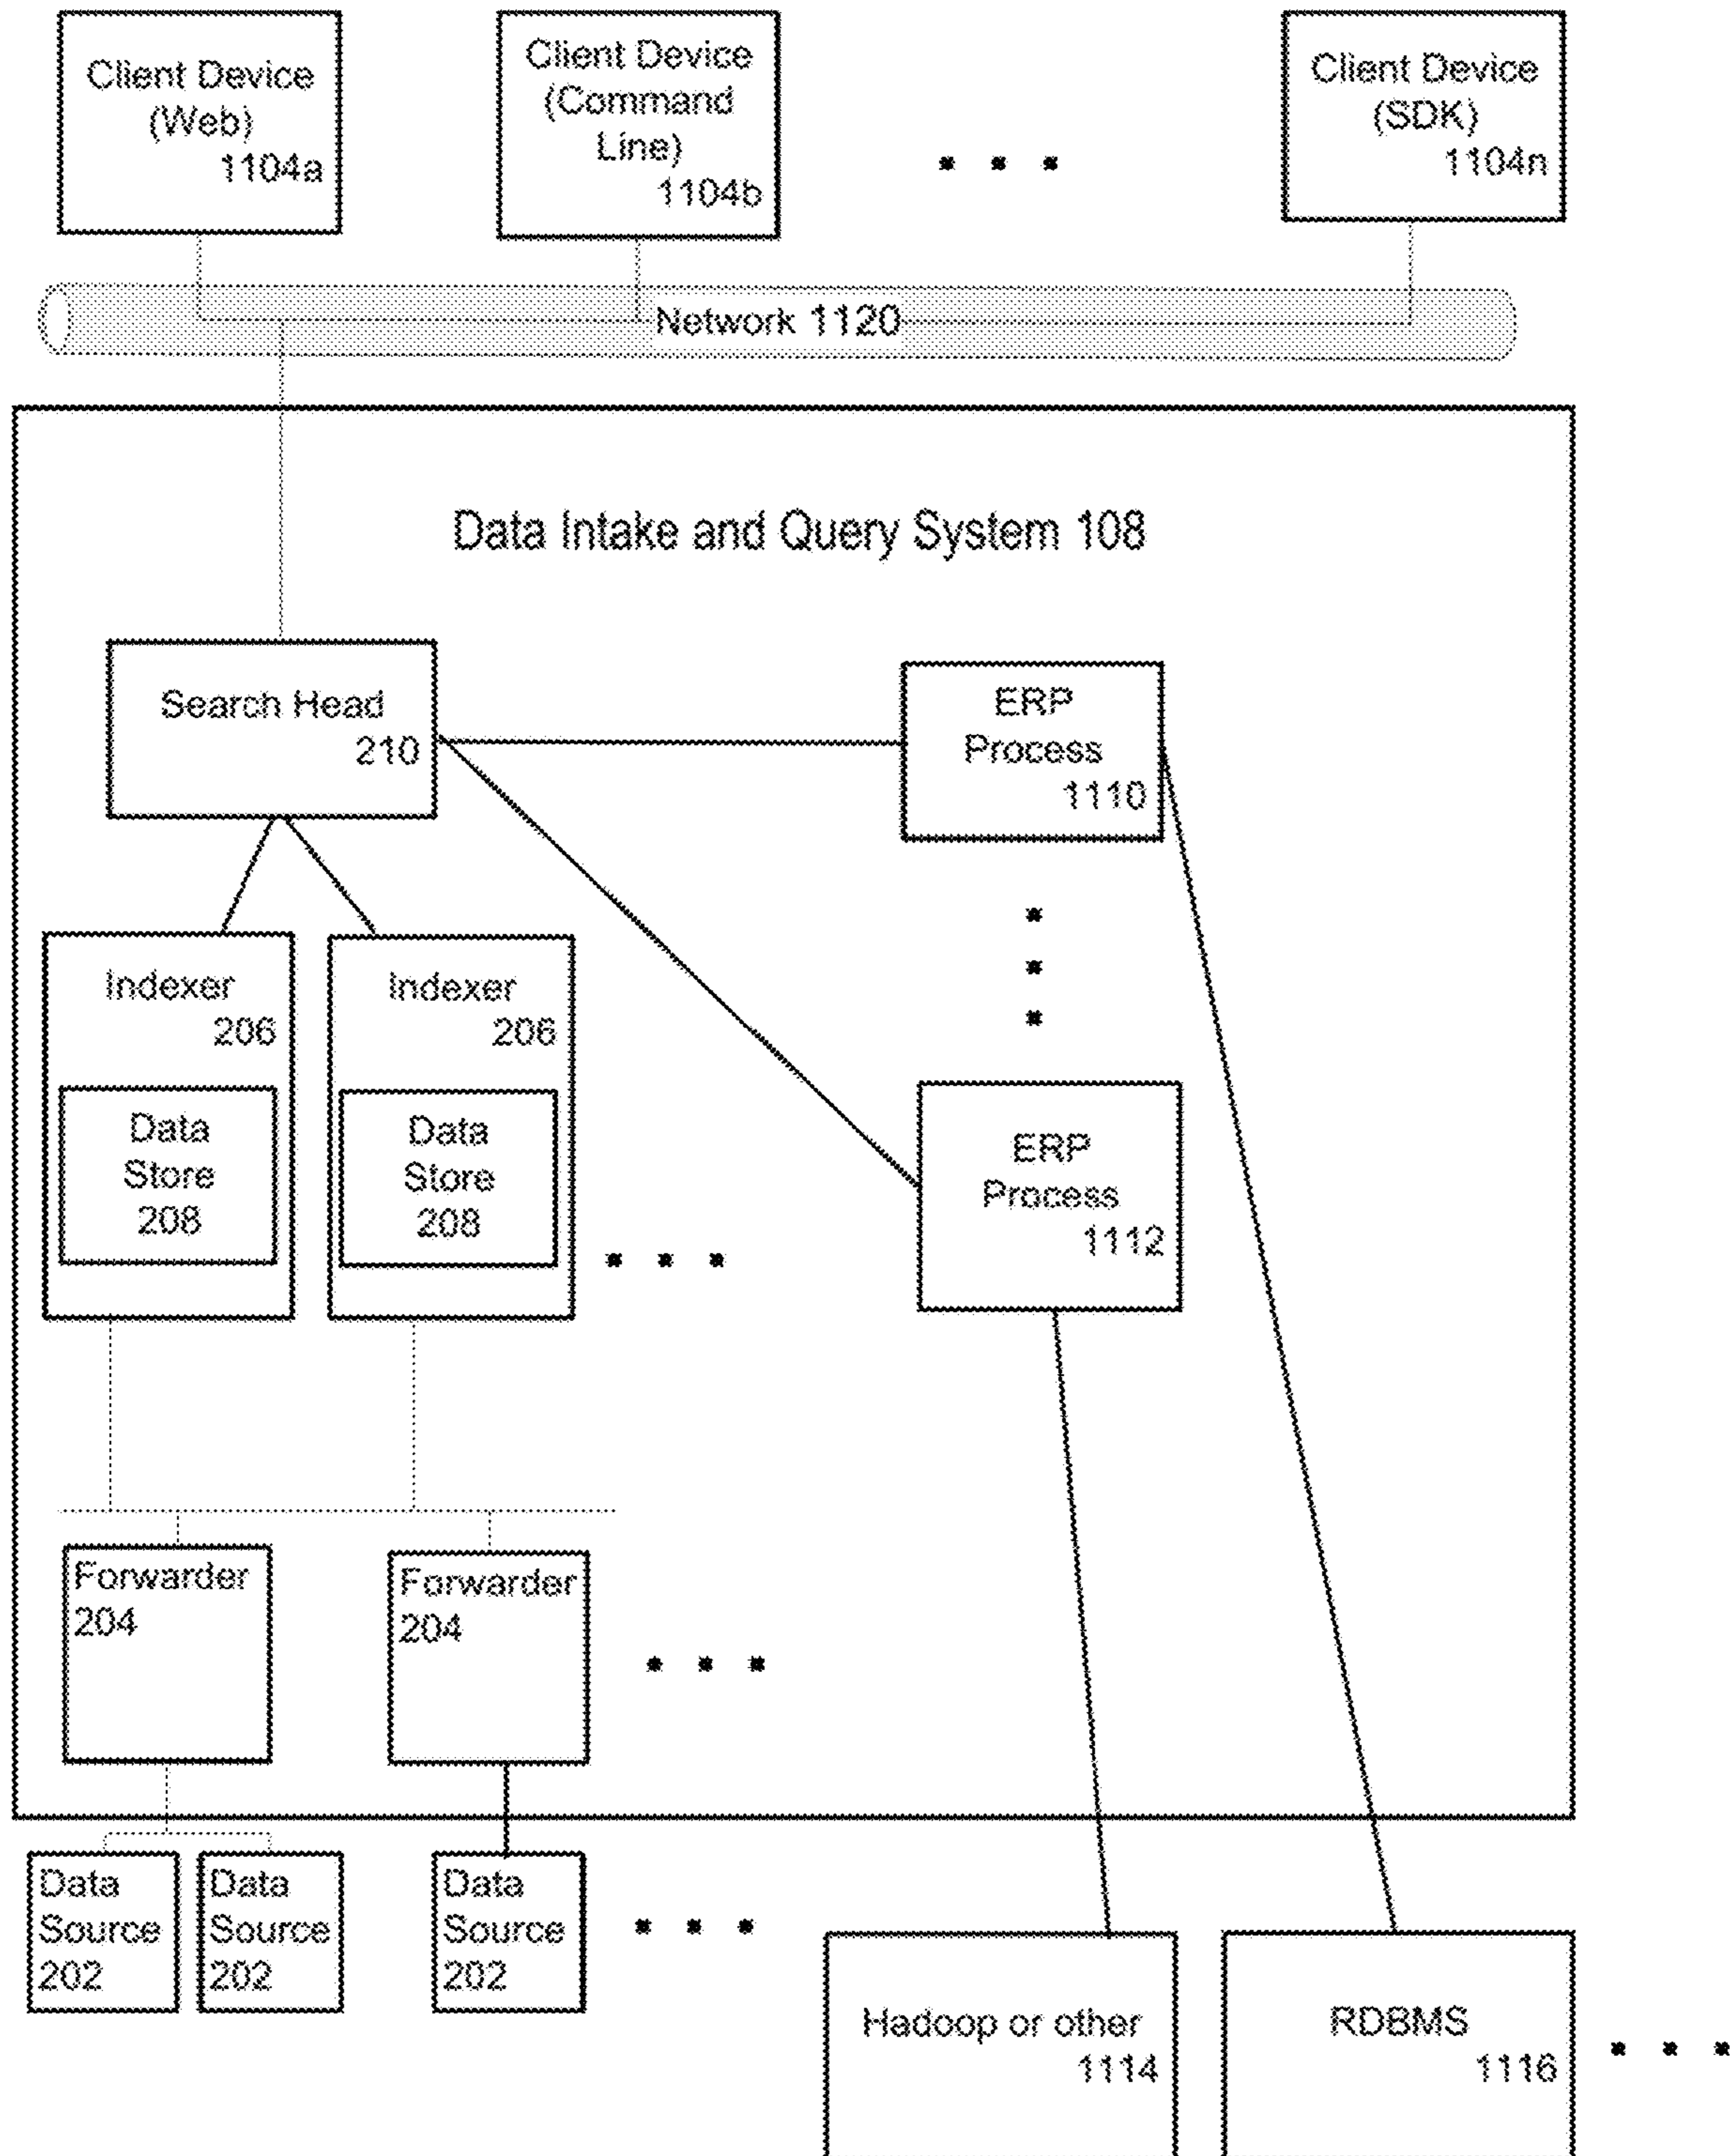 Client Device
(Web)
1104a
Client Device
(Command
Line)
1104b
Client Device
(SDK)
1104n
Network 1120
Data Intake and Query System 108
Search Head
210
ERP
Process
1110
Indexer
206
Data
Store
208
Indexer
206
Data
Store
208
ERP
Process
1112
Forwarder
204
Forwarder
204
Data
Source
202
Data
Source
202
Data
Source
202
Hadoop or other
1114
RDBMS
1116